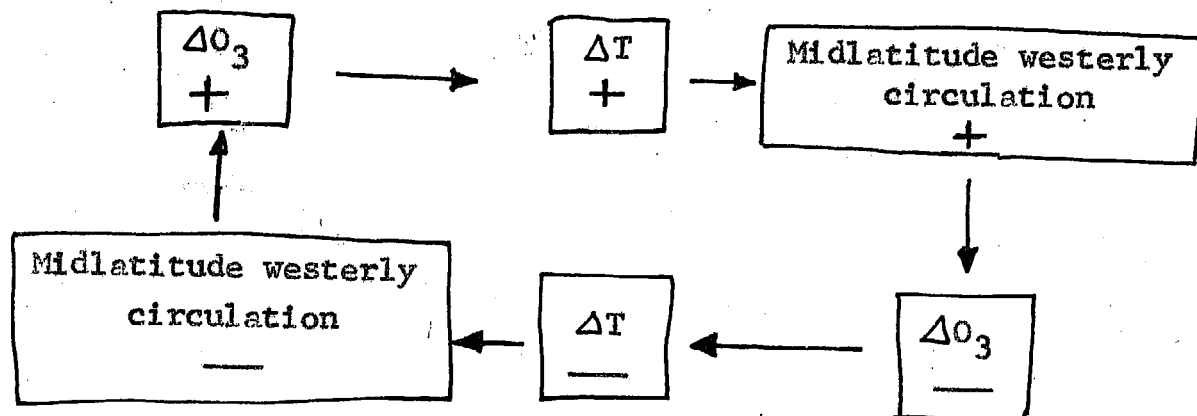 ΔO₃
+
ΔT
+
Midlatitude westerly
circulation
+
Midlatitude westerly
circulation
—
ΔT
—
ΔO₃
—